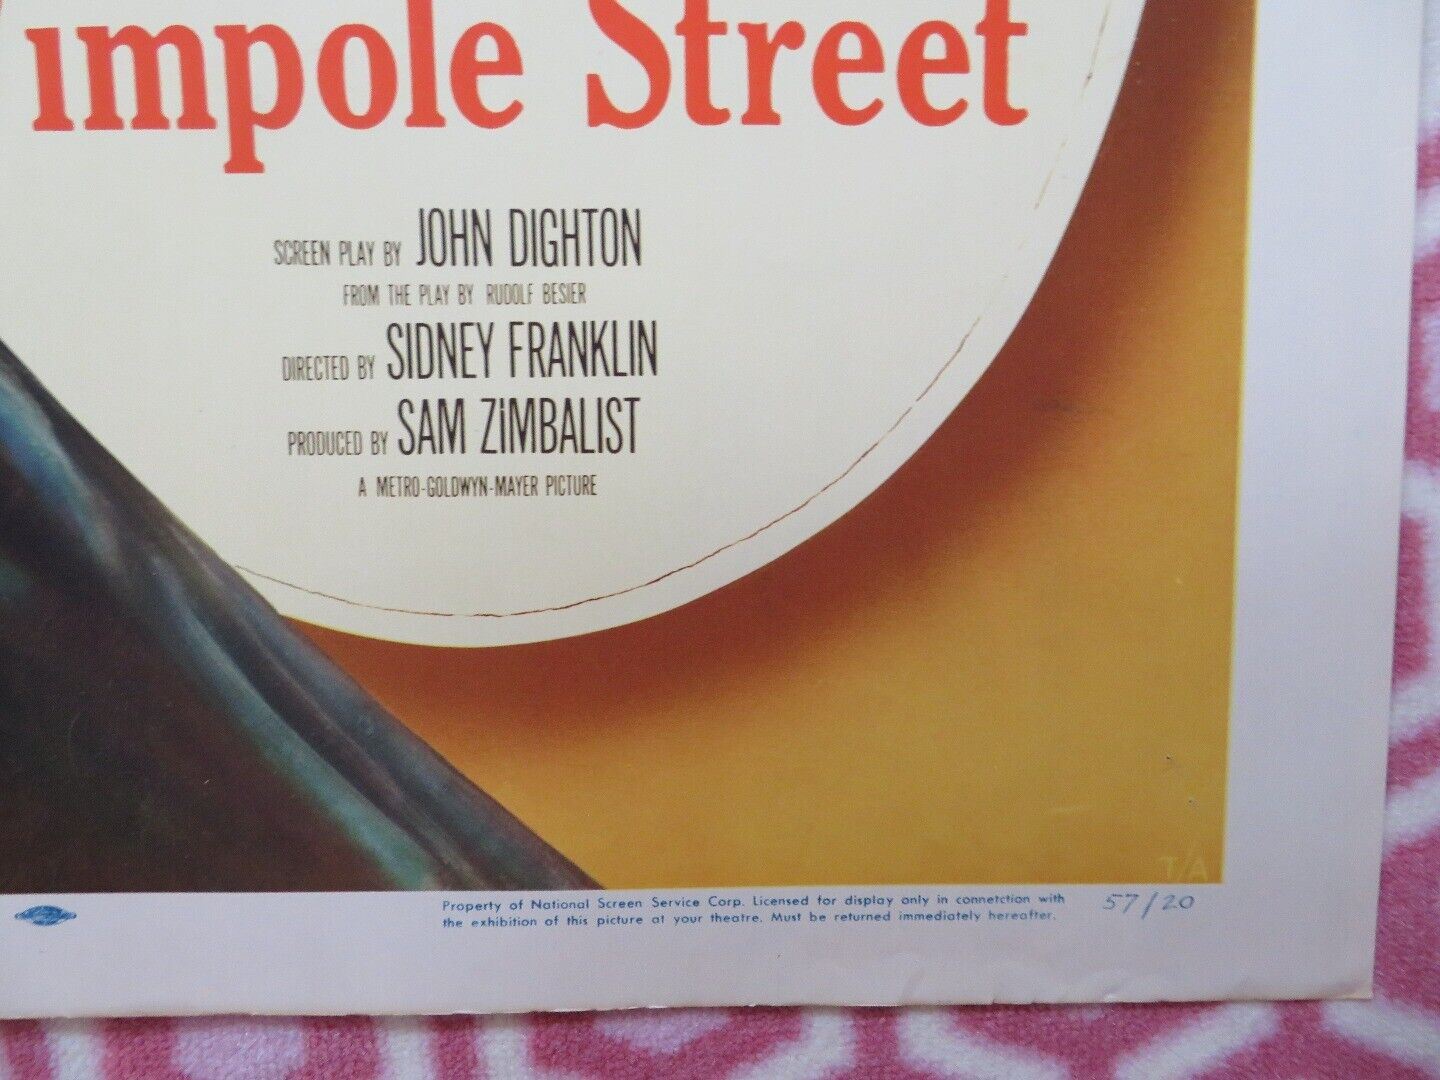 impole Street
SCREEN PLAY BY JOHN DIGHTON
FROM THE PLAY BY RUDOLF BESIER
DIRECTED BY SIDNEY FRANKLIN
PRODUCED BY SAM ZiMBALIST
A METRO-GOLDWYN-MAYER PICTURE
T/A
Property of National Screen Service Corp. Licensed for display only in connetction with
the exhibition of this picture at your theatre. Must be returned immediately hereafter.
57/20